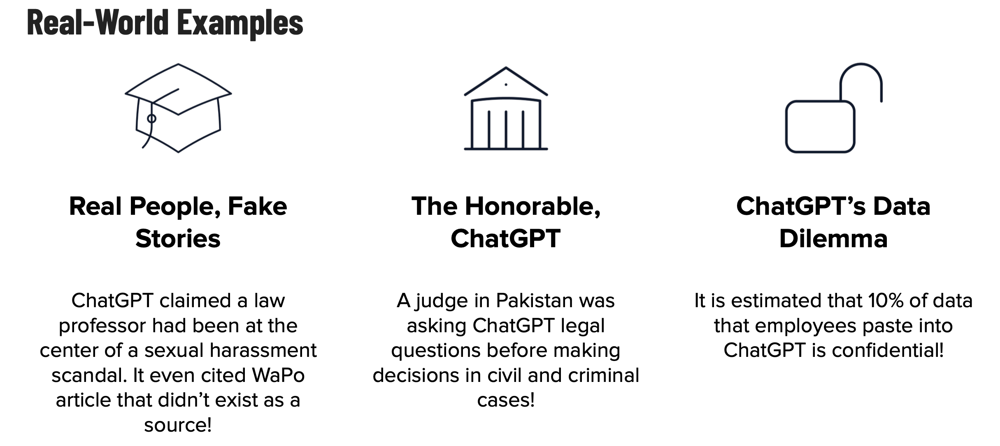 Real-World Examples
Real People, Fake
Stories
ChatGPT claimed a law
professor had been at the
center of a sexual harassment
scandal. It even cited WaPo
article that didn’t exist as a
source!
The Honorable,
ChatGPT
A judge in Pakistan was
asking ChatGPT legal
questions before making
decisions in civil and criminal
cases!
ChatGPT’s Data
Dilemma
It is estimated that 10% of data
that employees paste into
ChatGPT is confidential!